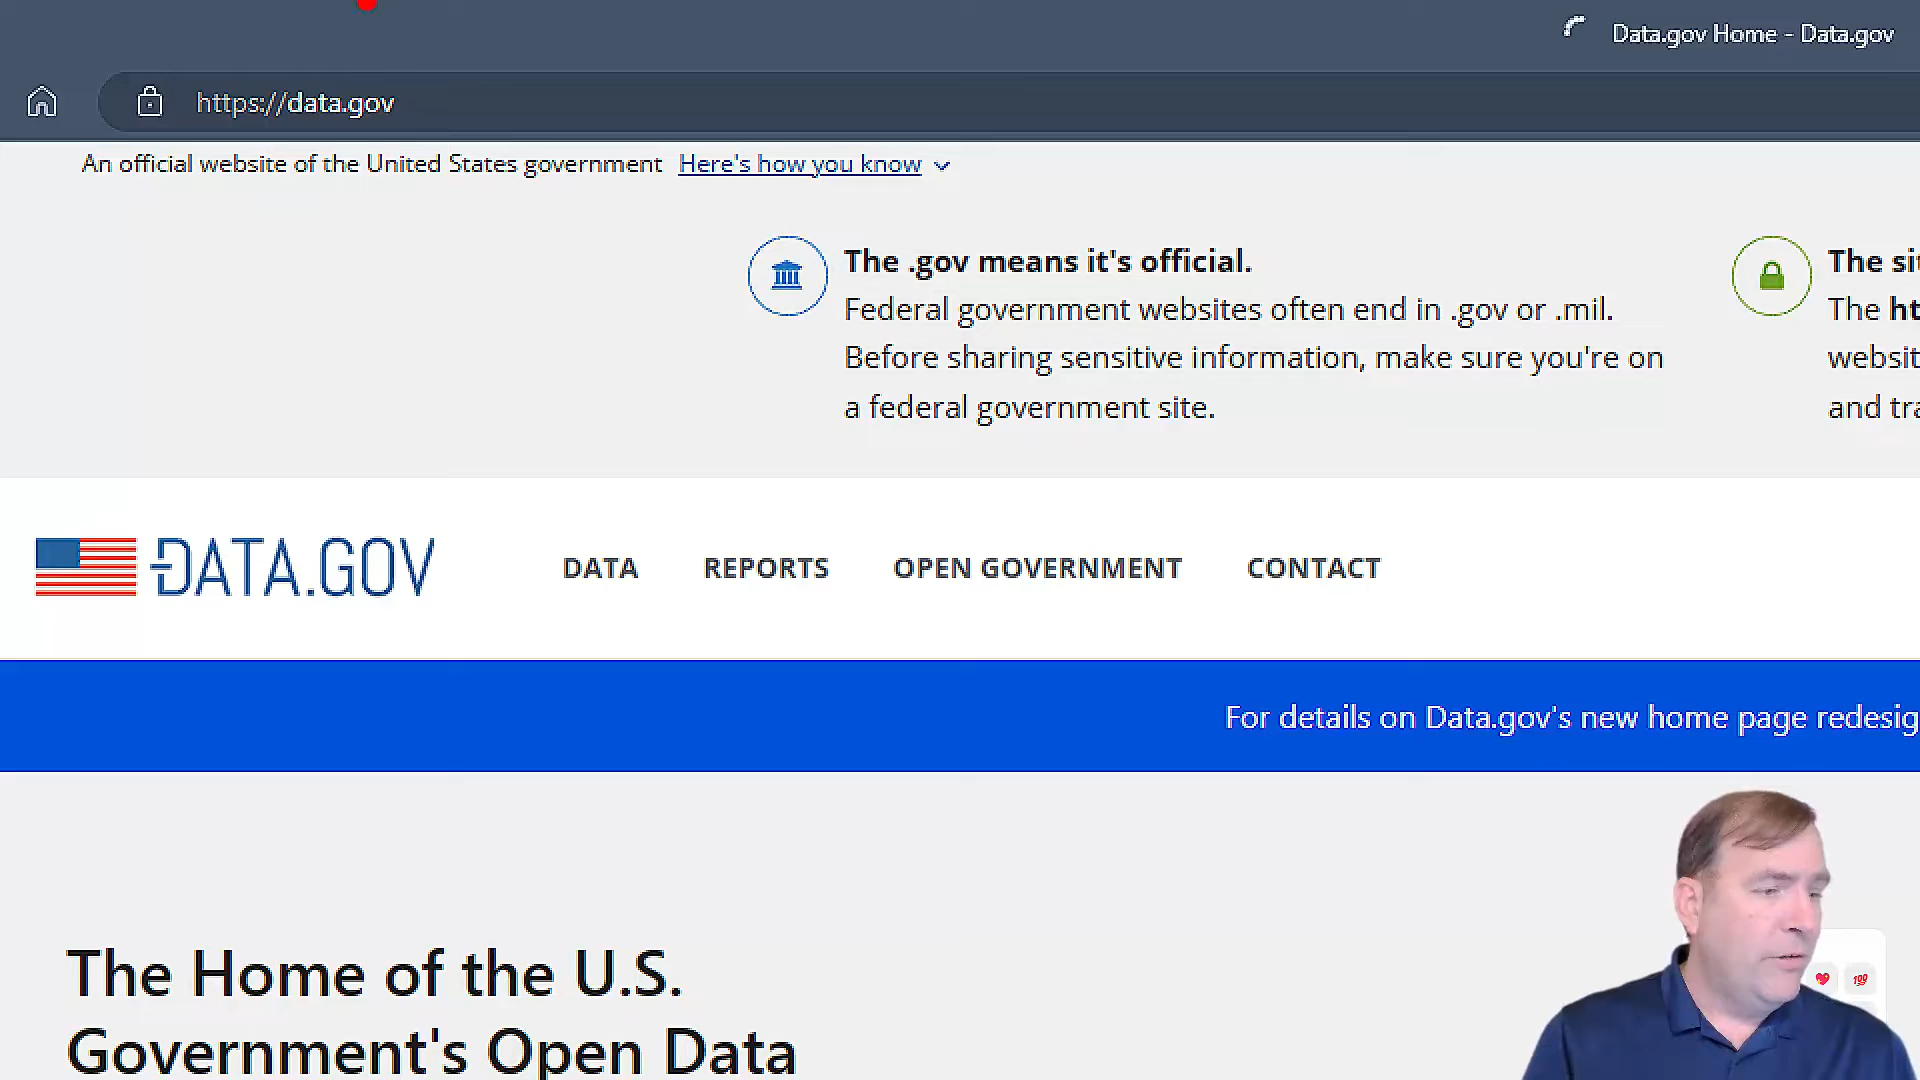 Data.gov Home - Data.gov
https://data.gov
An official website of the United States government Here's how you know
The .gov means it's official.
Federal government websites often end in .gov or .mil.
Before sharing sensitive information, make sure you're on
a federal government site.
The
The
and
DATA.GOV
DATA REPORTS OPEN GOVERNMENT CONTACT
For details on Data.gov's new home page
The Home of the U.S.
Government's Open Data